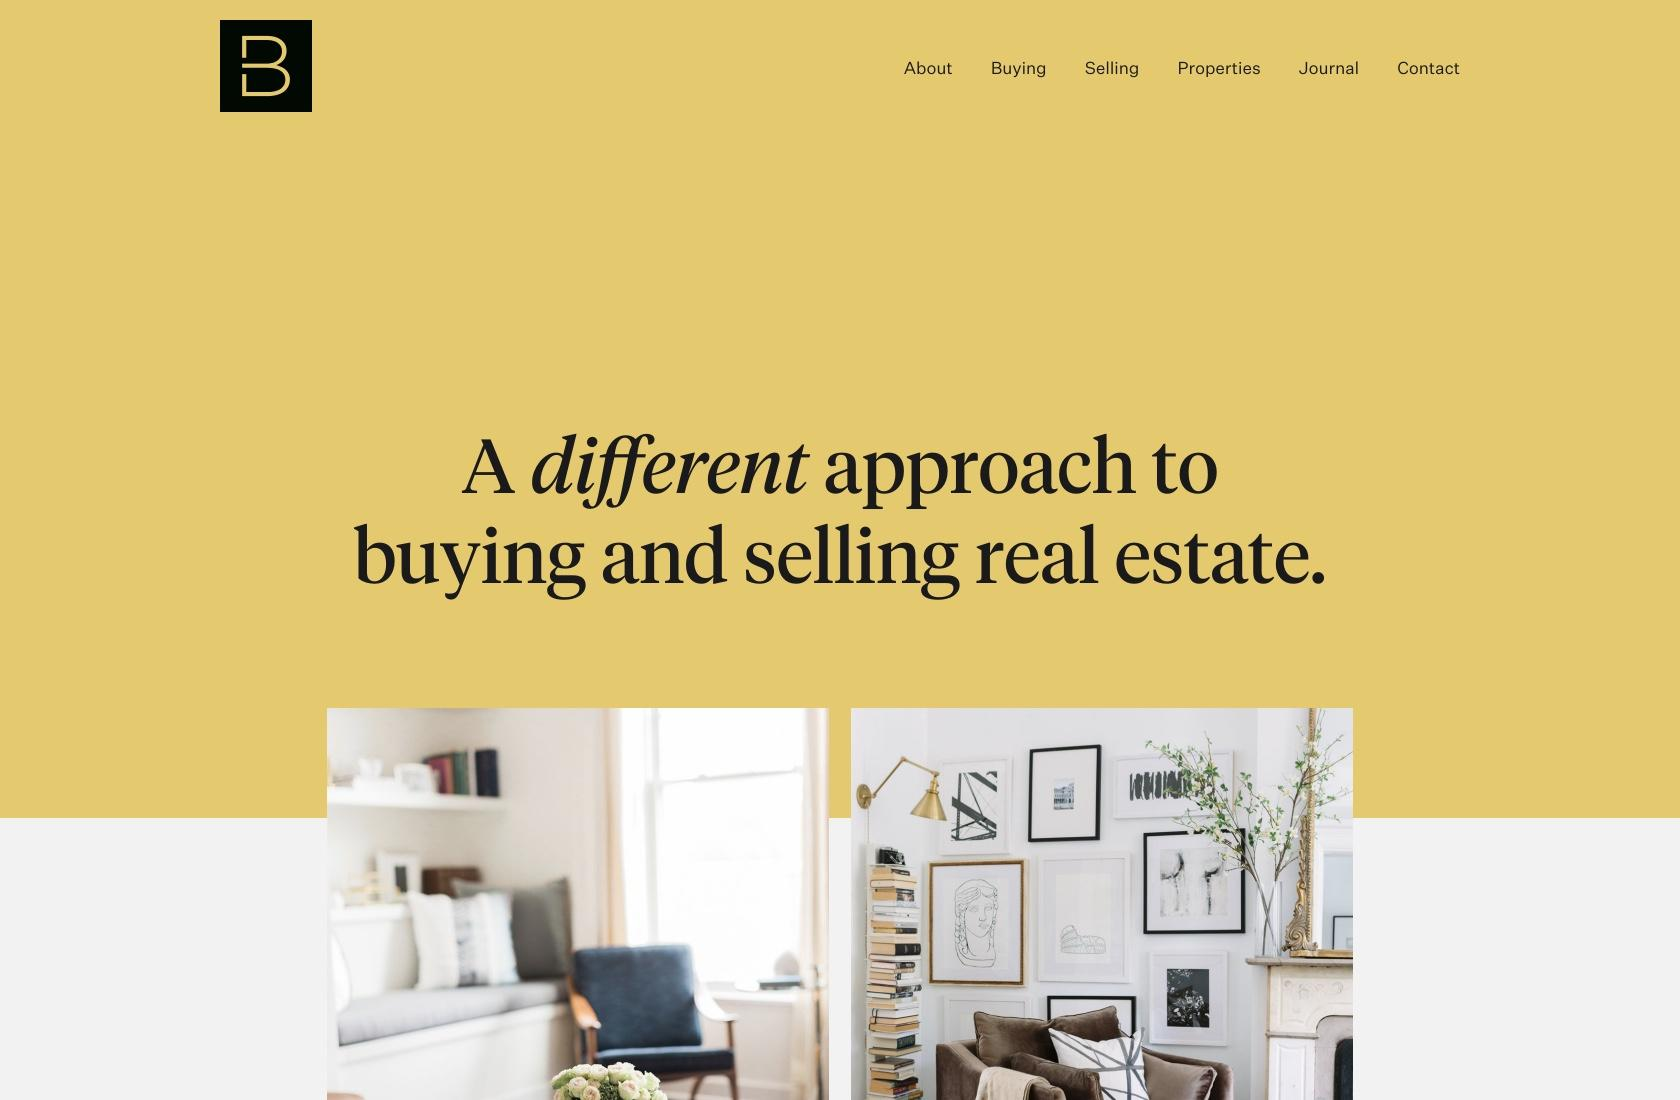 B
About Buying Selling Properties Journal Contact
A different approach to
buying and selling real estate.